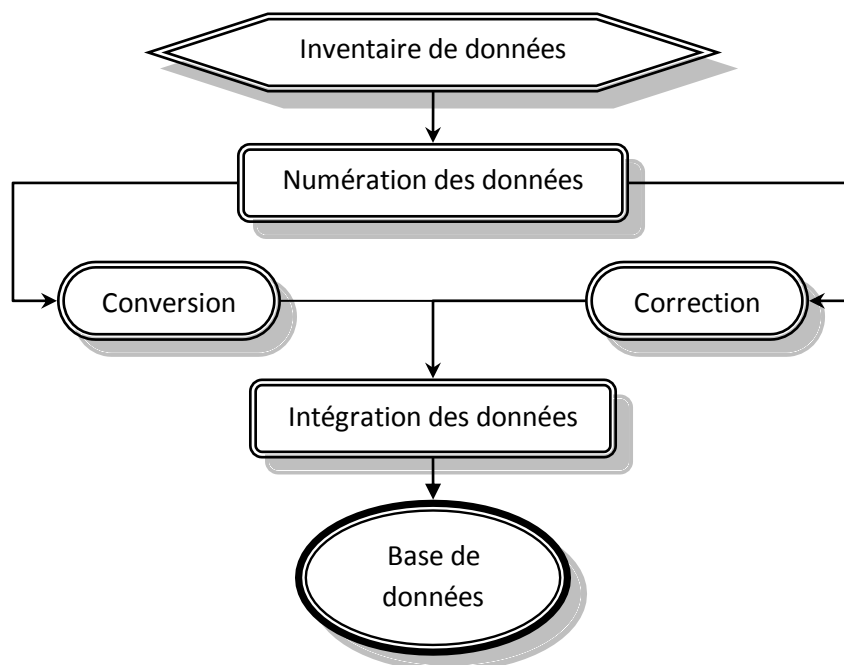 Inventaire de données
Numération des données
Conversion
Correction
Intégration des données
Base de
données